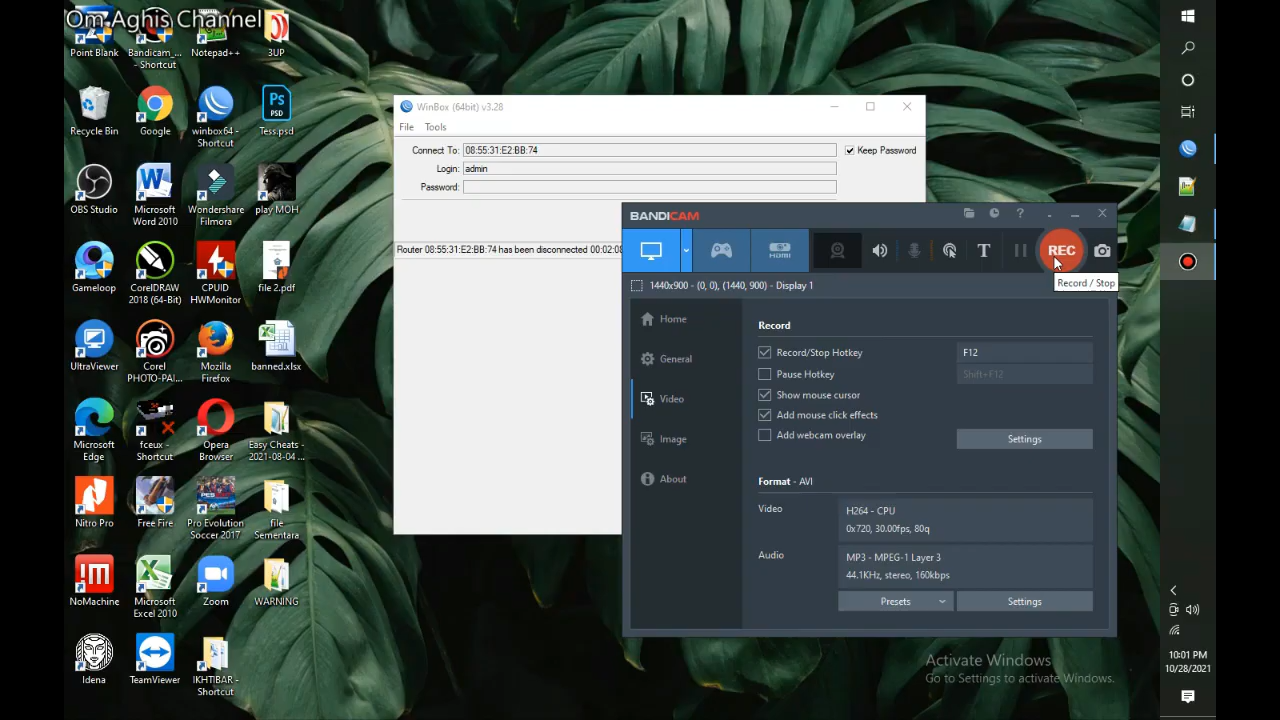 Om Aghis Channel
Point Blank
Bandicam_...
- Shortcut
Notepad++
3UP
Recycle Bin
Google
winbox64 -
Shortcut
Tess.psd
OBS Studio
Microsoft
Word 2010
Wondershare
Filmora
play MOH
Gameloop
CorelDRAW
2018 (64-Bit)
CPUID
HWMonitor
file 2.pdf
UltraViewer
Corel
PHOTO-PAI...
Mozilla
Firefox
banned.xlsx
Microsoft
Edge
fceux -
Shortcut
Opera
Browser
Easy Cheats -
2021-08-04 ...
Nitro Pro
Free Fire
Pro Evolution
Soccer 2017
file
Sementara
NoMachine
Microsoft
Excel 2010
Zoom
WARNING
Idena
TeamViewer
IKHTIBAR -
Shortcut
WinBox (64bit) v3.28
File Tools
Connect To: 08:55:31:E2:BB:74
Keep Password
Login: admin
Password:
Router 08:55:31:E2:BB:74 has been disconnected 00:02:08
BANDICAM
HDMI
REC
Record / Stop
1440x900 - (0, 0), (1440, 900) - Display 1
Home
General
Video
Image
About
Record
Record/Stop Hotkey F12
Pause Hotkey Shift+F12
Show mouse cursor
Add mouse click effects
Add webcam overlay
Settings
Format - AVI
Video
H264 - CPU
0x720, 30.00fps, 80q
Audio
MP3 - MPEG-1 Layer 3
44.1KHz, stereo, 160kbps
Presets
Settings
Activate Windows
Go to Settings to activate Windows.
10:01 PM
10/28/2021